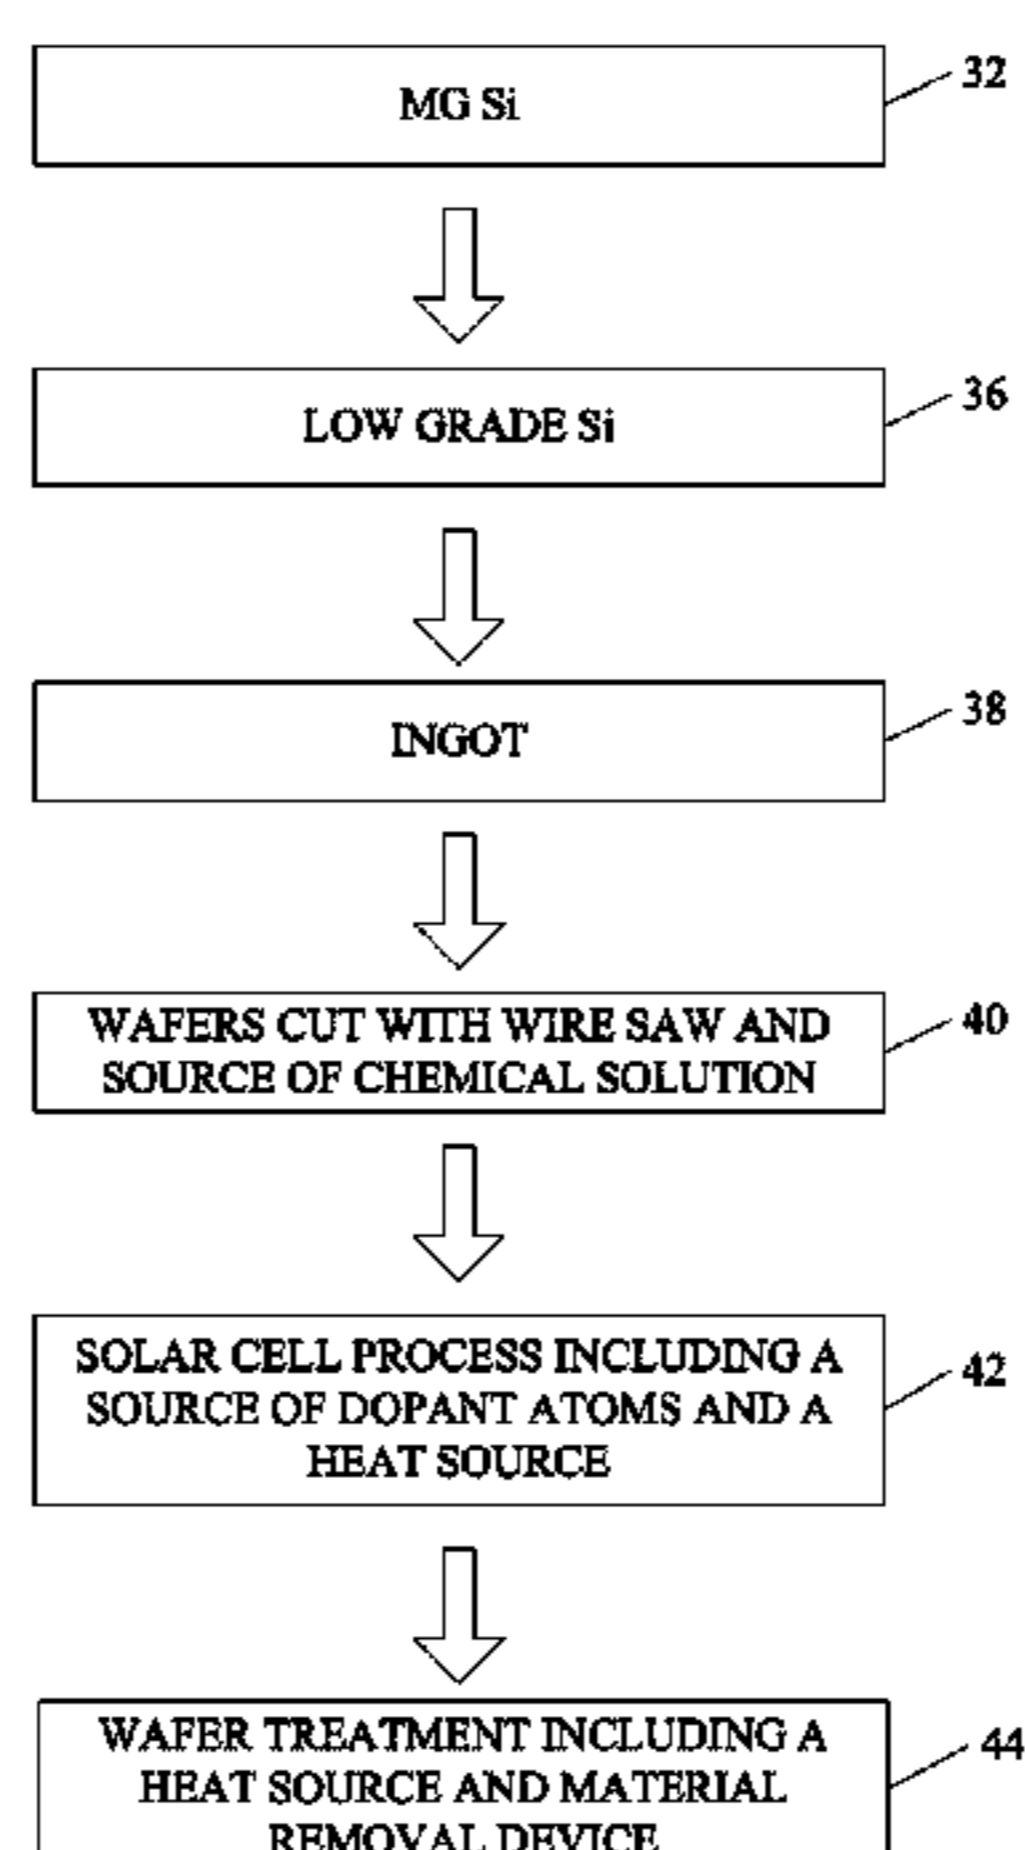 MG Si
32
LOW GRADE Si
36
INGOT
38
WAFERS CUT WITH WIRE SAW AND
SOURCE OF CHEMICAL SOLUTION
40
SOLAR CELL PROCESS INCLUDING A
SOURCE OF DOPANT ATOMS AND A
HEAT SOURCE
42
WAFER TREATMENT INCLUDING A
HEAT SOURCE AND MATERIAL
REMOVAL DEVICE
44